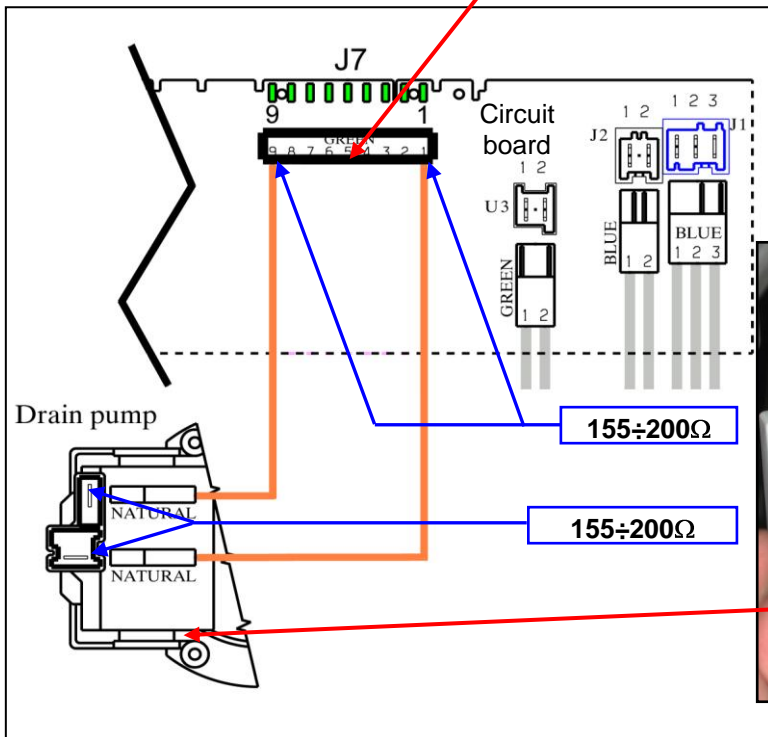 J7
9 1
GREEN
9 8 7 6 5 4 3 2 1
Circuit
board
1 2
U3
GREEN
1 2
1 2
J2
BLUE
1 2
1 2 3
J1
BLUE
1 2 3
155÷200Ω
Drain pump
NATURAL
155÷200Ω
NATURAL